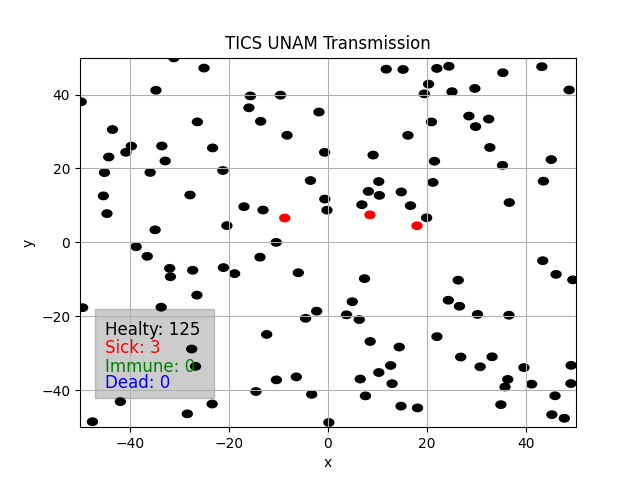 TICS UNAM Transmission
40
20
0
−20
−40
y
Healty: 125
Sick: 3
Immune: 0
Dead: 0
−40
−20
0
20
40
x